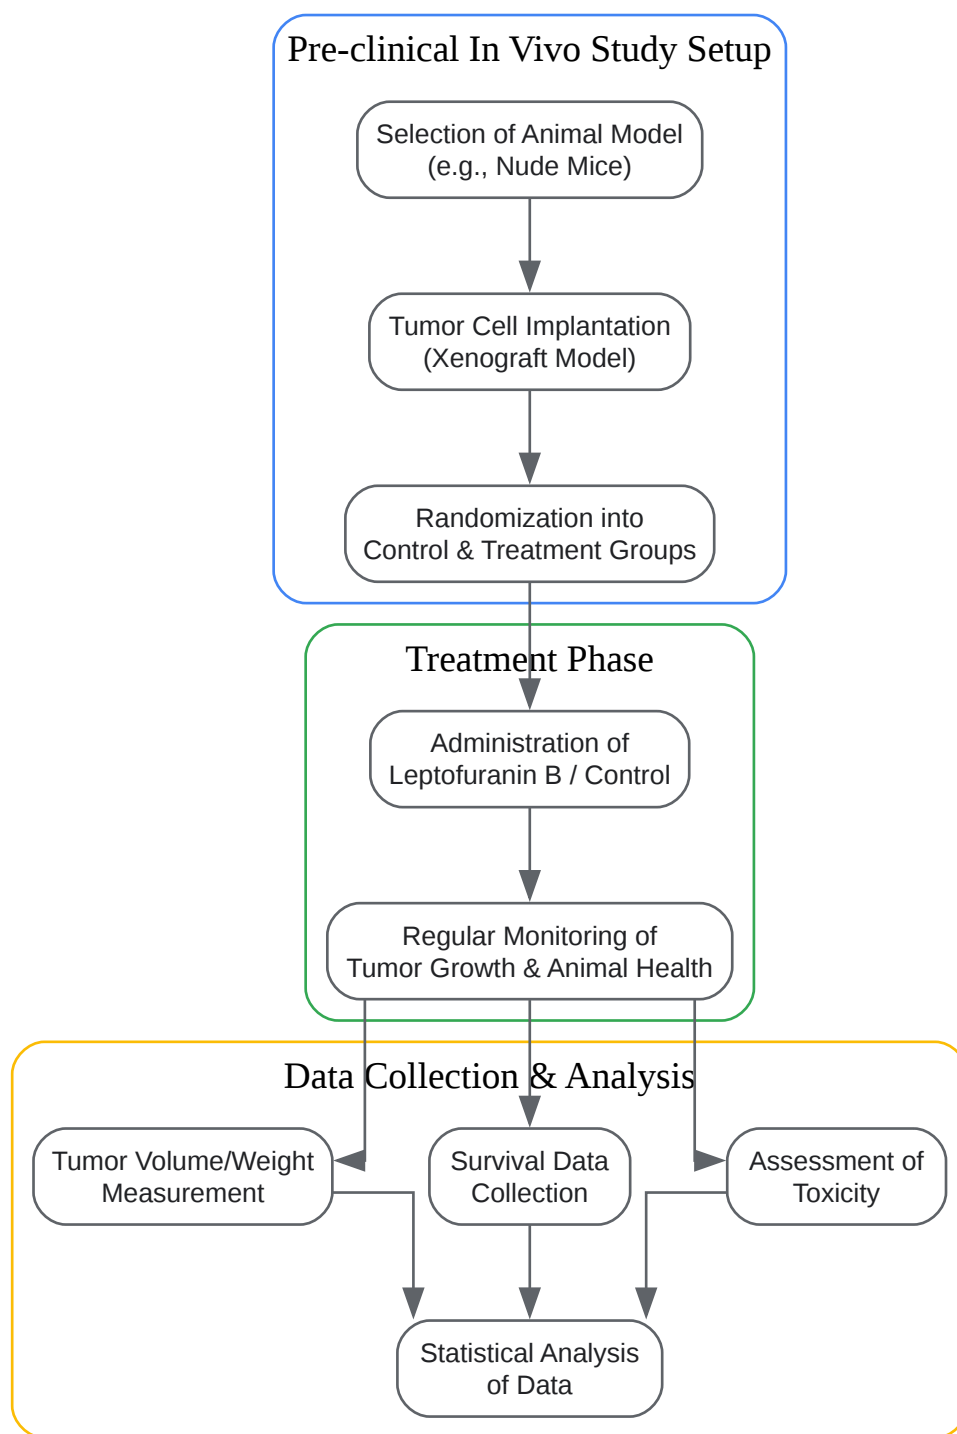 Pre-clinical In Vivo Study Setup
Selection of Animal Model
(e.g., Nude Mice)
Tumor Cell Implantation
(Xenograft Model)
Randomization into
Control & Treatment Groups
Treatment Phase
Administration of
Leptofuranin B / Control
Regular Monitoring of
Tumor Growth & Animal Health
Data Collection & Analysis
Tumor Volume/Weight
Measurement
Survival Data
Collection
Assessment of
Toxicity
Statistical Analysis
of Data